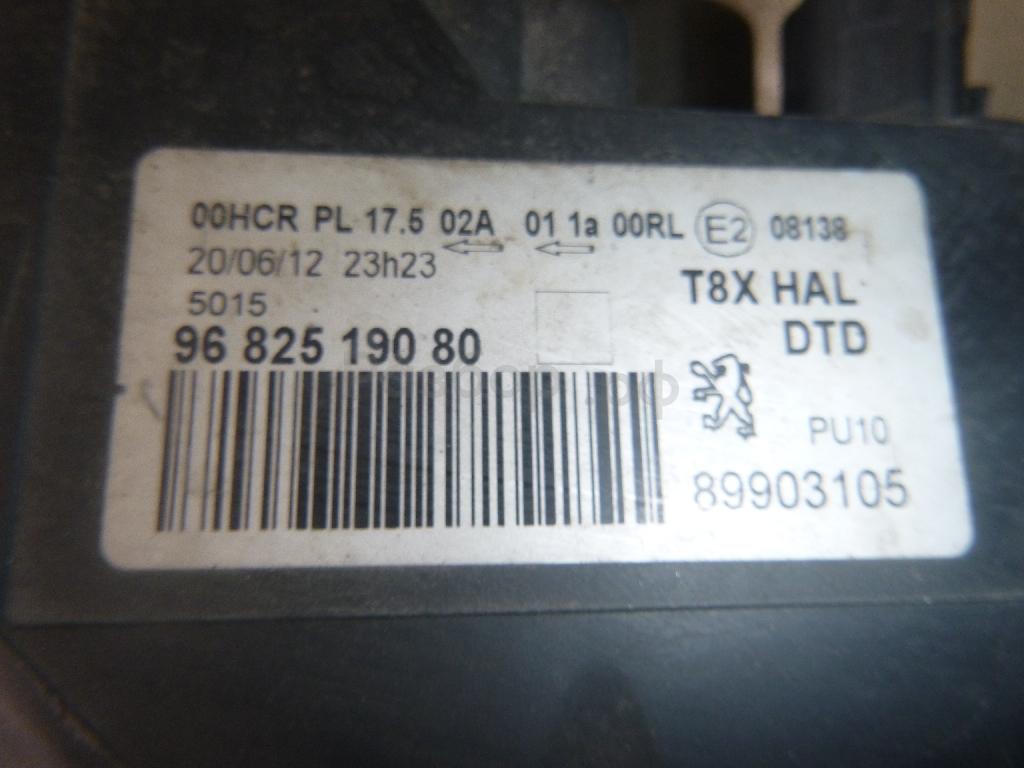 00HCR PL 17.5 02A 01 1a 00RL E2 08138
20/06/12 23h23
5015
T8X HAL
DTD
96 825 190 80
PU10
89903105